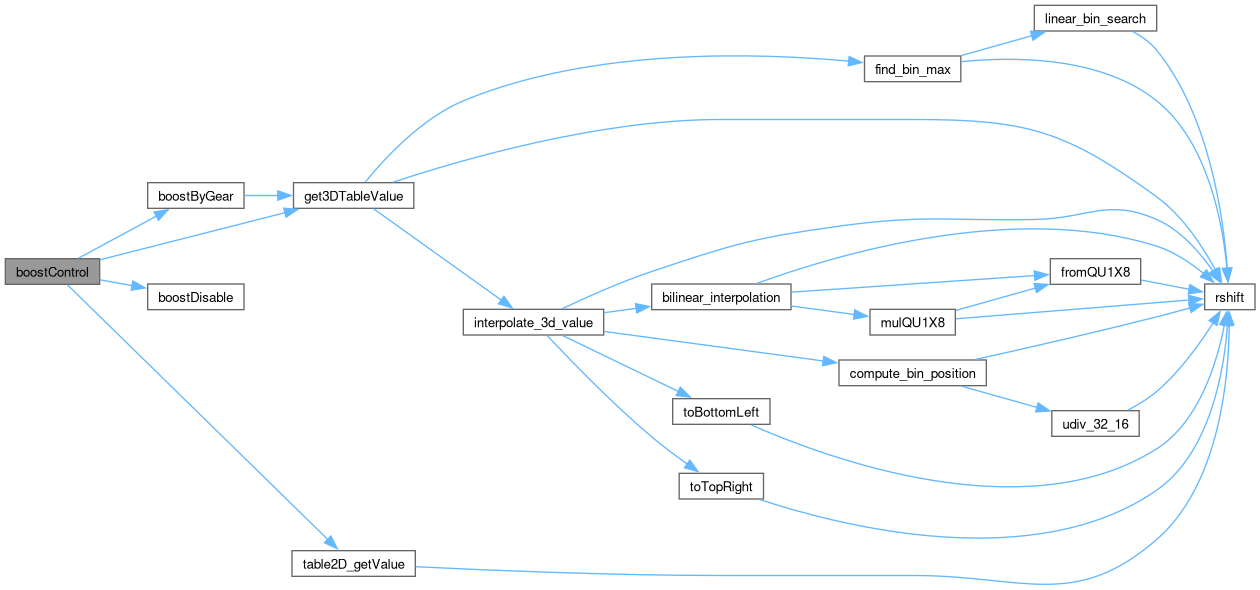 linear_bin_search
find_bin_max
boostByGear
get3DTableValue
boostControl
fromQU1X8
boostDisable
bilinear_interpolation
rshift
interpolate_3d_value
mulQU1X8
compute_bin_position
toBottomLeft
udiv_32_16
toTopRight
table2D_getValue